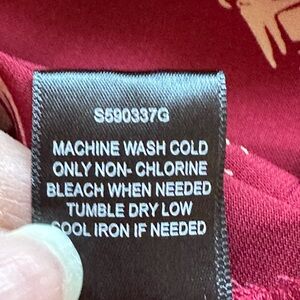 S590337G
MACHINE WASH COLD
ONLY NON- CHLORINE
BLEACH WHEN NEEDED
TUMBLE DRY LOW
COOL IRON IF NEEDED